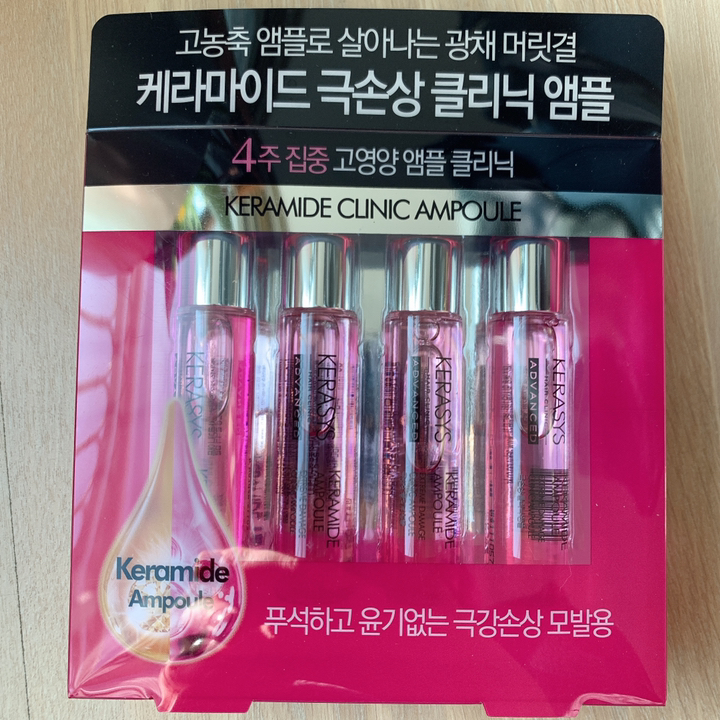 고농축 앰플로 살아나는 광채 머릿결
케라마이드 극손상 클리닉 앰플
4주 집중 고영양 앰플 클리닉
KERAMIDE CLINIC AMPOULE
KERASYS
KERASYS
ADVANCED
KERAMIDE
AMPOULE
KERASYS
ADVANCED
KERAMIDE
AMPOULE
KERASYS
ADVANCED
Keramide
Ampoule
푸석하고 윤기없는 극강손상 모발용